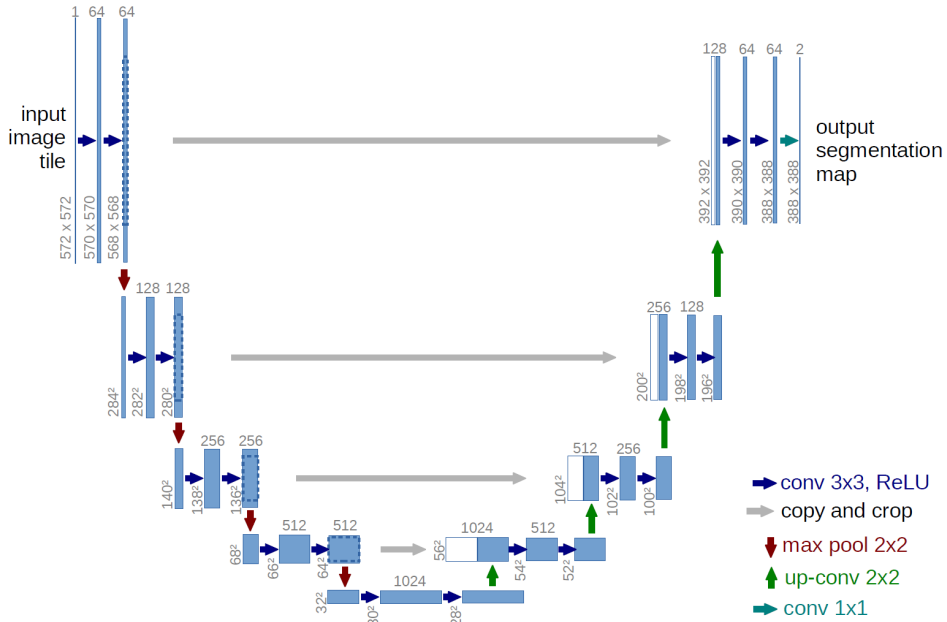 1 64 64
input
image
tile
572 x 572
570 x 570
568 x 568
128 64 64 2
392 x 392
390 x 390
388 x 388
388 x 388
output
segmentation
map
128 128
284²
282²
280²
256 128
200²
198²
196²
256 256
140²
138²
136²
512 256
104²
102²
100²
512 512
68²
66²
64²
1024 512
56²
54²
52²
1024
32²
conv 3x3, ReLU
copy and crop
max pool 2x2
up-conv 2x2
conv 1x1